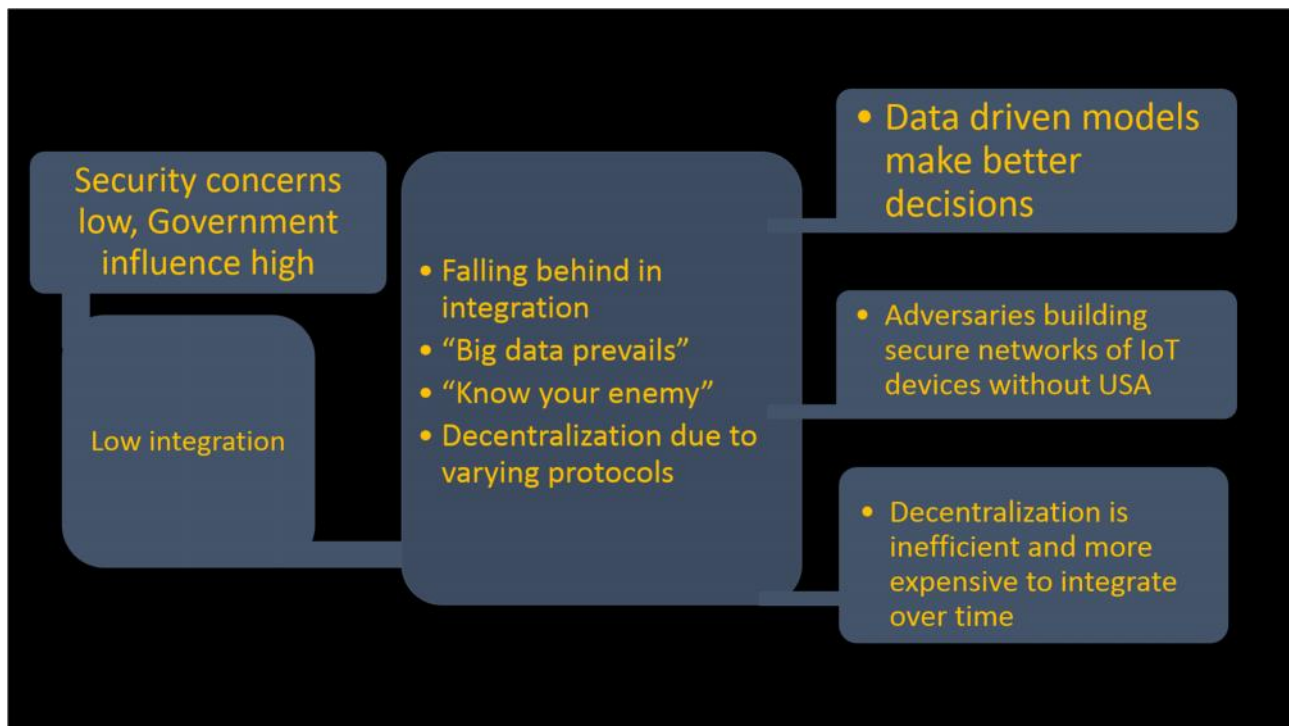 Security concerns
low, Government
influence high
Low integration
• Falling behind in
integration
• “Big data prevails”
• “Know your enemy”
• Decentralization due to
varying protocols
• Data driven models
make better
decisions
• Adversaries building
secure networks of IoT
devices without USA
• Decentralization is
inefficient and more
expensive to integrate
over time